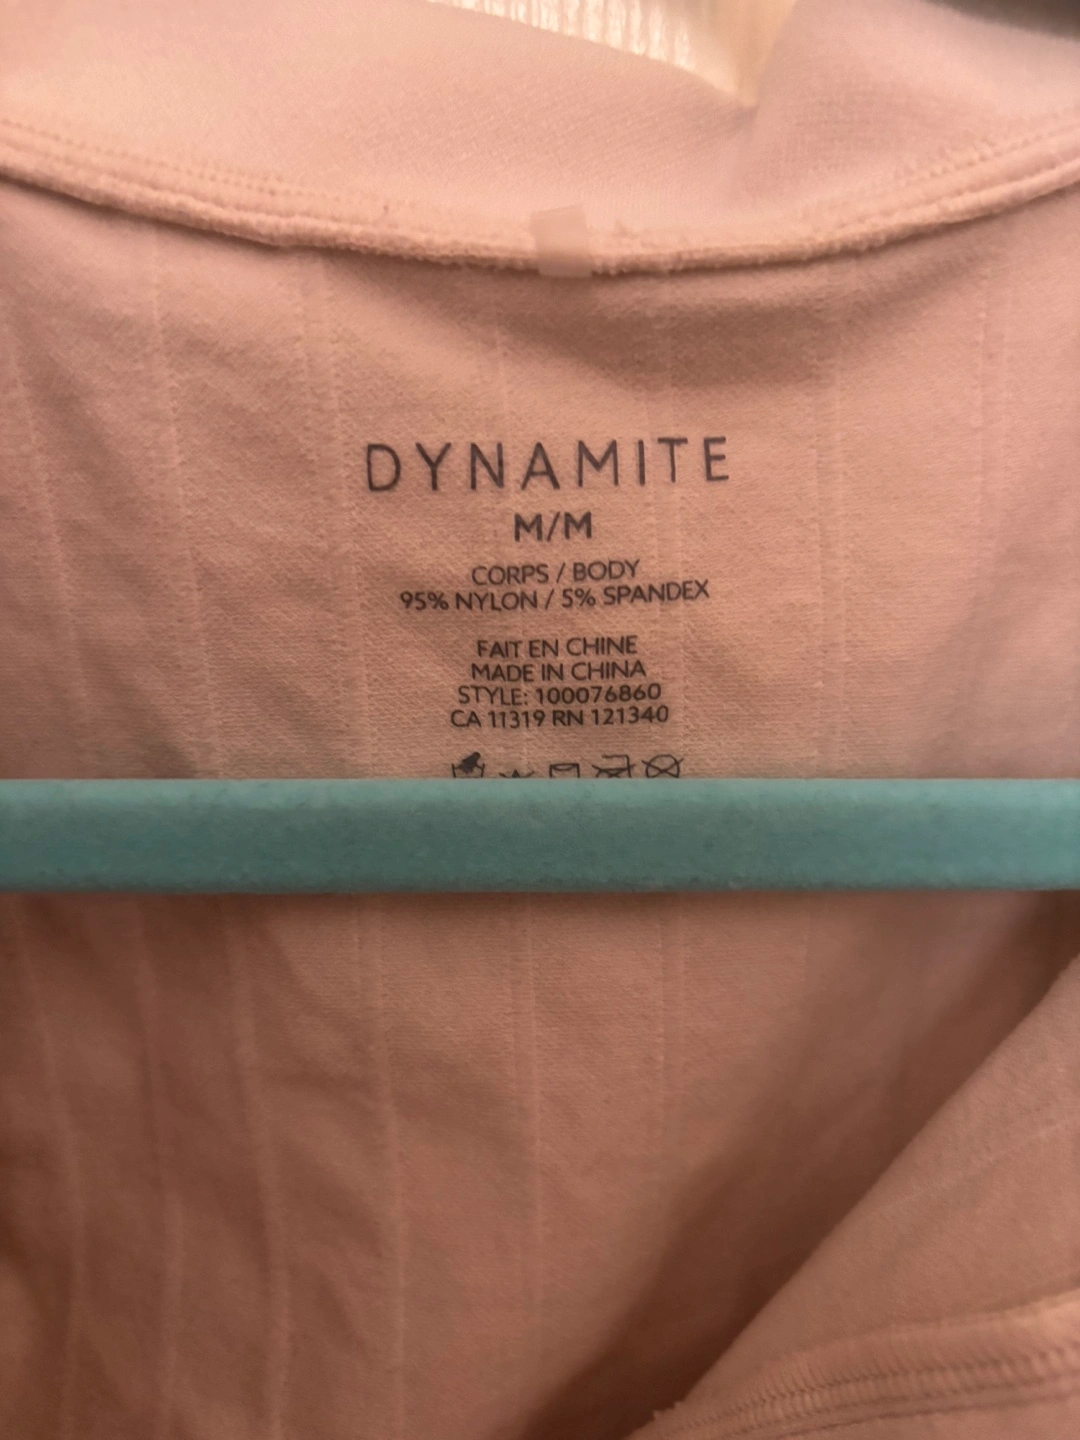 DYNAMITE
M/M
CORPS / BODY
95% NYLON / 5% SPANDEX
FAIT EN CHINE
MADE IN CHINA
STYLE: 100076860
CA 11319 RN 121340